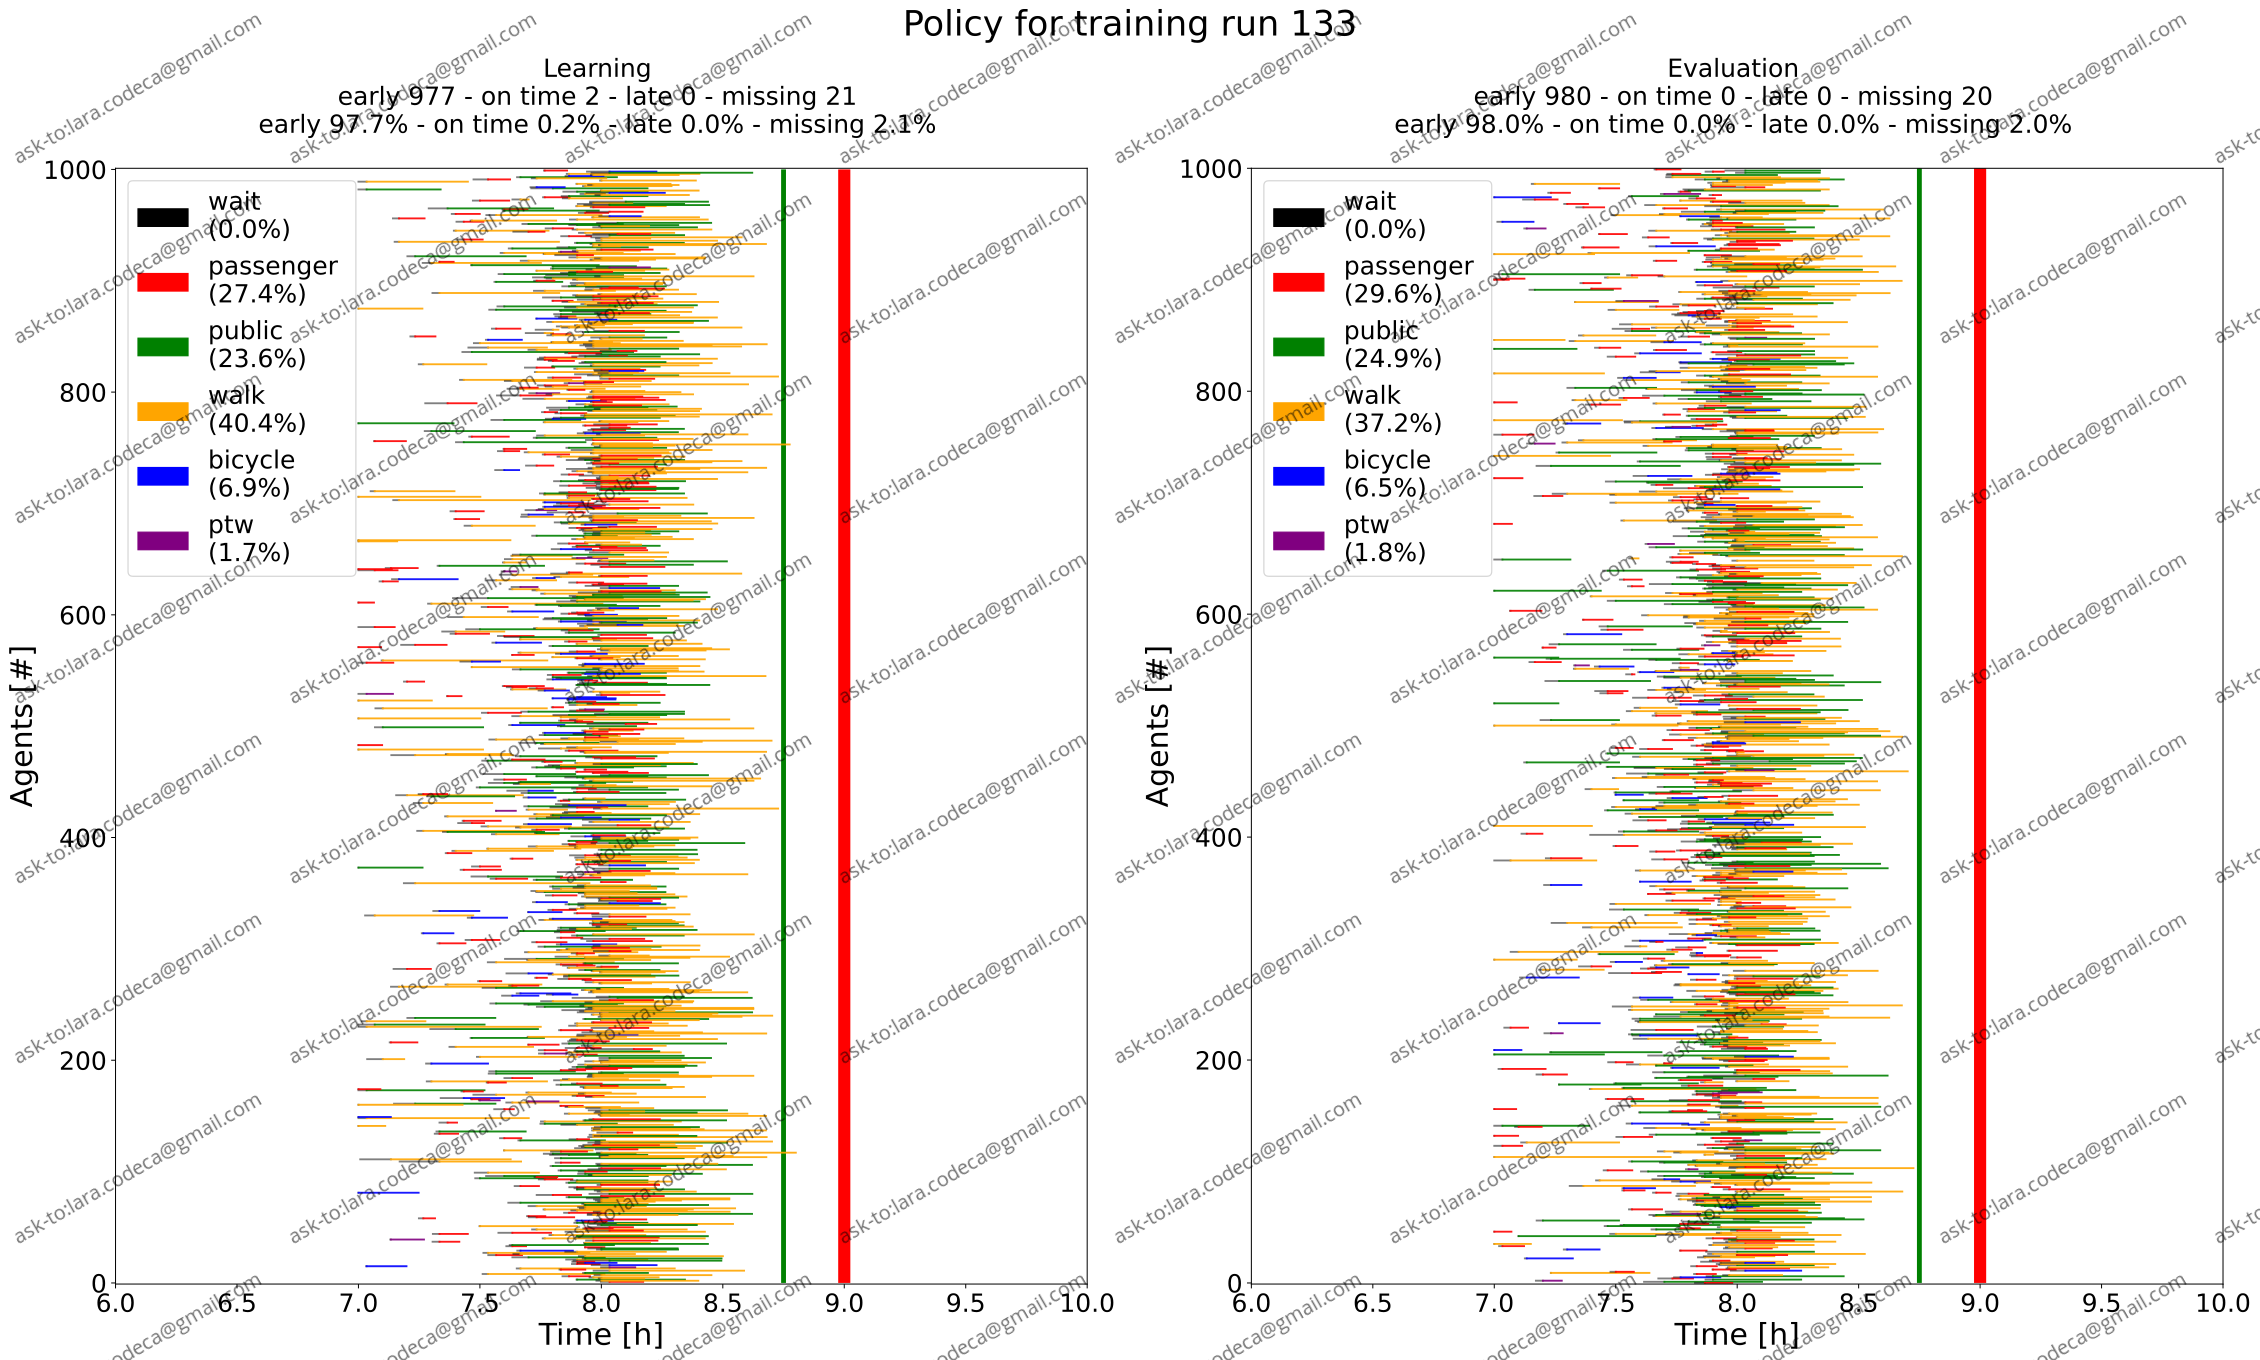 Policy for training run 133
Learning
early 977 - on time 2 - late 0 - missing 21
early 97.7% - on time 0.2% - late 0.0% - missing 2.1%
Evaluation
early 980 - on time 0 - late 0 - missing 20
early 98.0% - on time 0.0% - late 0.0% - missing 2.0%
wait
(0.0%)
passenger
(27.4%)
public
(23.6%)
walk
(40.4%)
bicycle
(6.9%)
ptw
(1.7%)
Agents [#]
1000
800
600
400
200
0
6.0 6.5 7.0 7.5 8.0 8.5 9.0 9.5 10.0
Time [h]
wait
(0.0%)
passenger
(29.6%)
public
(24.9%)
walk
(37.2%)
bicycle
(6.5%)
ptw
(1.8%)
Agents [#]
1000
800
600
400
200
0
6.0 6.5 7.0 7.5 8.0 8.5 9.0 9.5 10.0
Time [h]
ask-to:lara.codeca@gmail.com